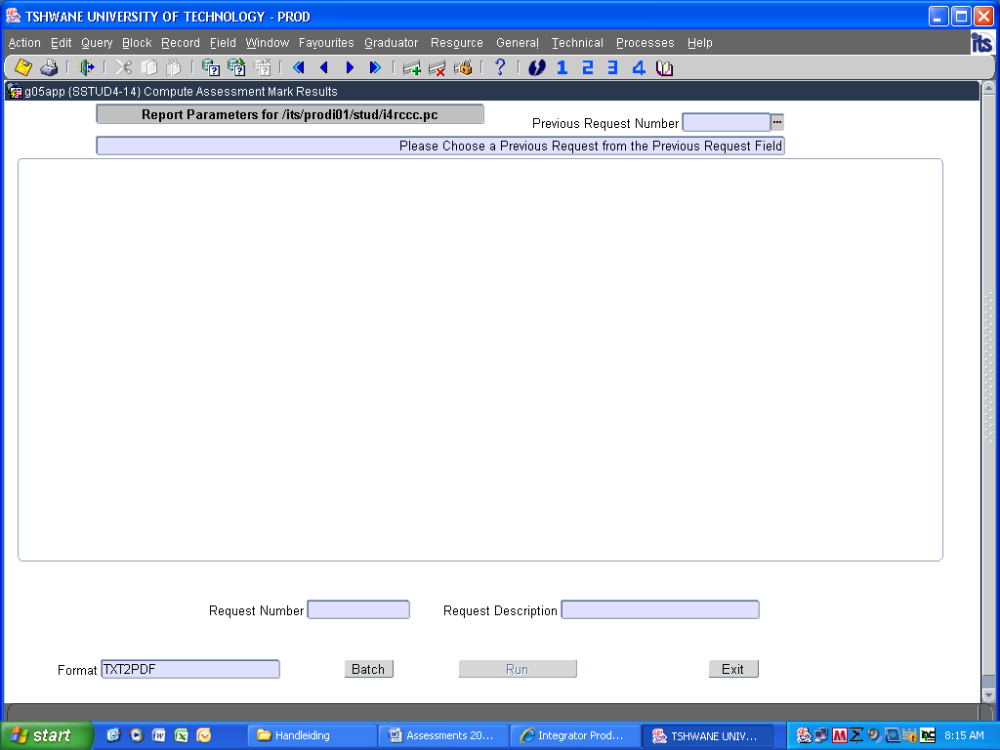 TSHWANE UNIVERSITY OF TECHNOLOGY - PROD
Action Edit Query Block Record Field Window Favourites Graduator Resource General Technical Processes Help
its
? 1 2 3 4
g05app {SSTUD4-14} Compute Assessment Mark Results
Report Parameters for /its/prodi01/stud/i4rccc.pc
Previous Request Number ...
Please Choose a Previous Request from the Previous Request Field
Request Number Request Description
Format TXT2PDF Batch Run Exit
start Handleiding Assessments 20... Integrator Prod... TSHWANE UNIV... 8:15 AM